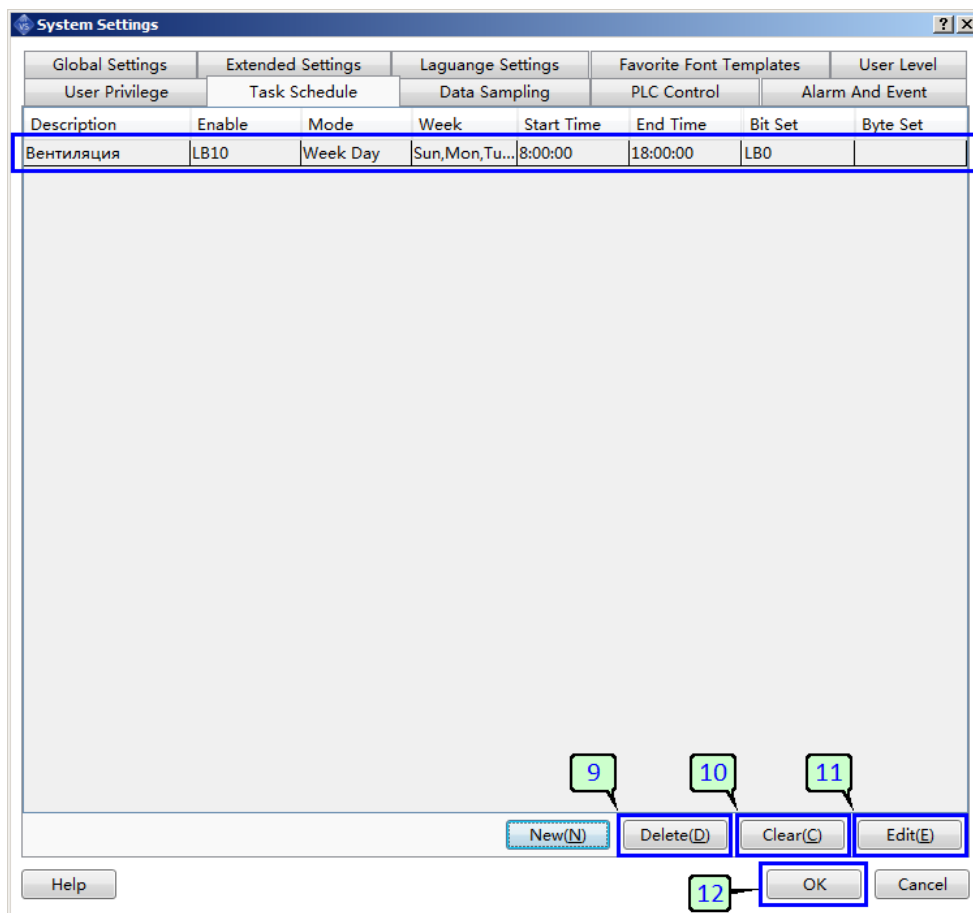 System Settings
Global Settings Extended Settings Laguange Settings Favorite Font Templates User Level
User Privilege Task Schedule Data Sampling PLC Control Alarm And Event
Description Enable Mode Week Start Time End Time Bit Set Byte Set
Вентиляция LB10 Week Day Sun,Mon,Tu... 8:00:00 18:00:00 LB0
9 10 11
New(N) Delete(D) Clear(C) Edit(E)
Help 12 OK Cancel